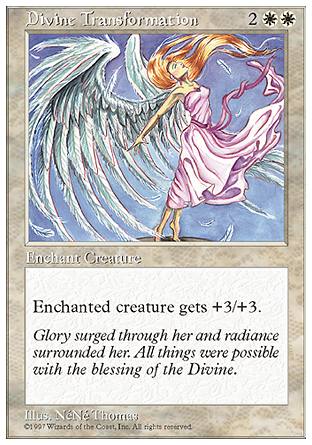 Divine Transformation 2
Enchant Creature
Enchanted creature gets +3/+3.
Glory surged through her and radiance
surrounded her. All things were possible
with the blessing of the Divine.
Illus. NéNé Thomas
©1997 Wizards of the Coast, Inc. All rights reserved.